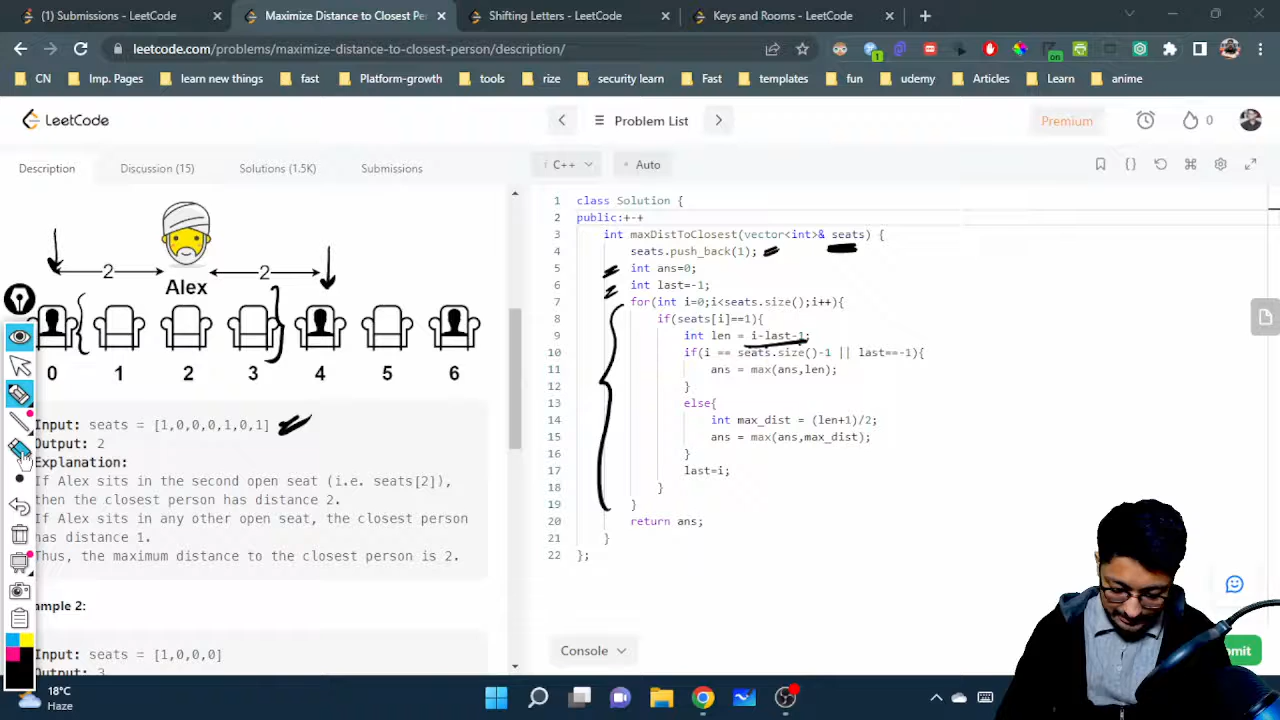 (1) Submissions - LeetCode
Maximize Distance to Closest Pe
Shifting Letters - LeetCode
Keys and Rooms - LeetCode
leetcode.com/problems/maximize-distance-to-closest-person/description/
1
on
CN
Imp. Pages
learn new things
fast
Platform-growth
tools
rize
security learn
Fast
templates
fun
udemy
Articles
Learn
anime
LeetCode
Problem List
Premium
0
Description
Discussion (15)
Solutions (1.5K)
Submissions
i C++
Auto
2
2
Alex
0 1 2 3 4 5 6
Input: seats = [1,0,0,0,1,0,1]
Output: 2
Explanation:
If Alex sits in the second open seat (i.e. seats[2]),
then the closest person has distance 2.
If Alex sits in any other open seat, the closest person
has distance 1.
Thus, the maximum distance to the closest person is 2.
ample 2:
Input: seats = [1,0,0,0]
Output: 3
1 class Solution {
2 public:+-+
3 int maxDistToClosest(vector<int>& seats) {
4 seats.push_back(1);
5 int ans=0;
6 int last=-1;
7 for(int i=0;i<seats.size();i++){
8 if(seats[i]==1){
9 int len = i-last-1;
10 if(i == seats.size()-1 || last==-1){
11 ans = max(ans,len);
12 }
13 else{
14 int max_dist = (len+1)/2;
15 ans = max(ans,max_dist);
16 }
17 last=i;
18 }
19 }
20 return ans;
21 }
22 };
Console
mit
18°C
Haze